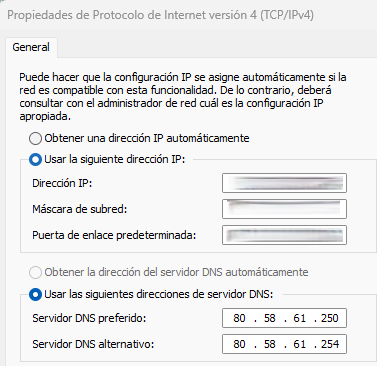 Propiedades de Protocolo de Internet versión 4 (TCP/IPv4)
General
Puede hacer que la configuración IP se asigne automáticamente si la
red es compatible con esta funcionalidad. De lo contrario, deberá
consultar con el administrador de red cuál es la configuración IP
apropiada.
Obtener una dirección IP automáticamente
Usar la siguiente dirección IP:
Dirección IP:
Máscara de subred:
Puerta de enlace predeterminada:
Obtener la dirección del servidor DNS automáticamente
Usar las siguientes direcciones de servidor DNS:
Servidor DNS preferido: 80 . 58 . 61 . 250
Servidor DNS alternativo: 80 . 58 . 61 . 254